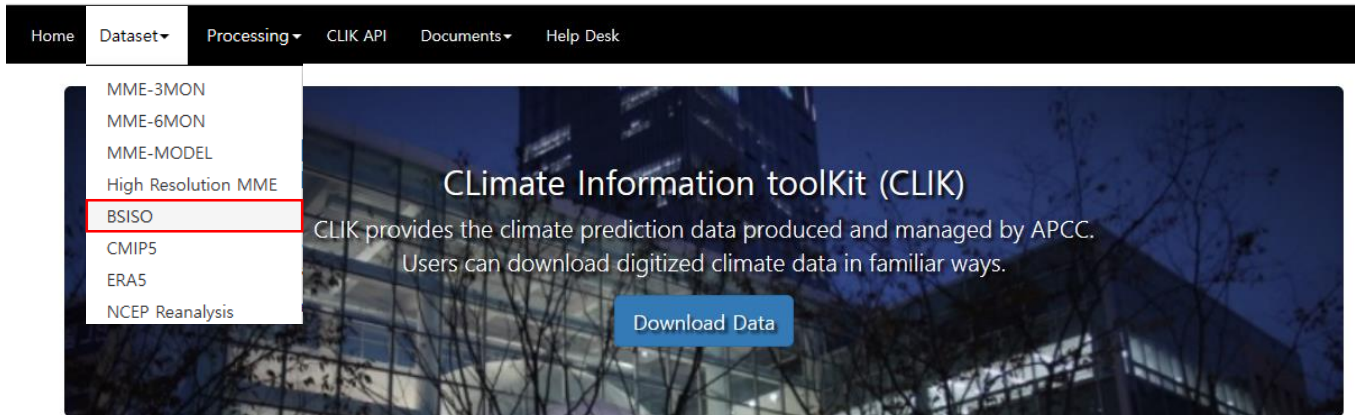 Home Dataset Processing CLIK API Documents Help Desk
MME-3MON
MME-6MON
MME-MODEL
High Resolution MME
BSISO
CMIP5
ERA5
NCEP Reanalysis
CLimate Information toolKit (CLIK)
CLIK provides the climate prediction data produced and managed by APCC.
Users can download digitized climate data in familiar ways.
Download Data